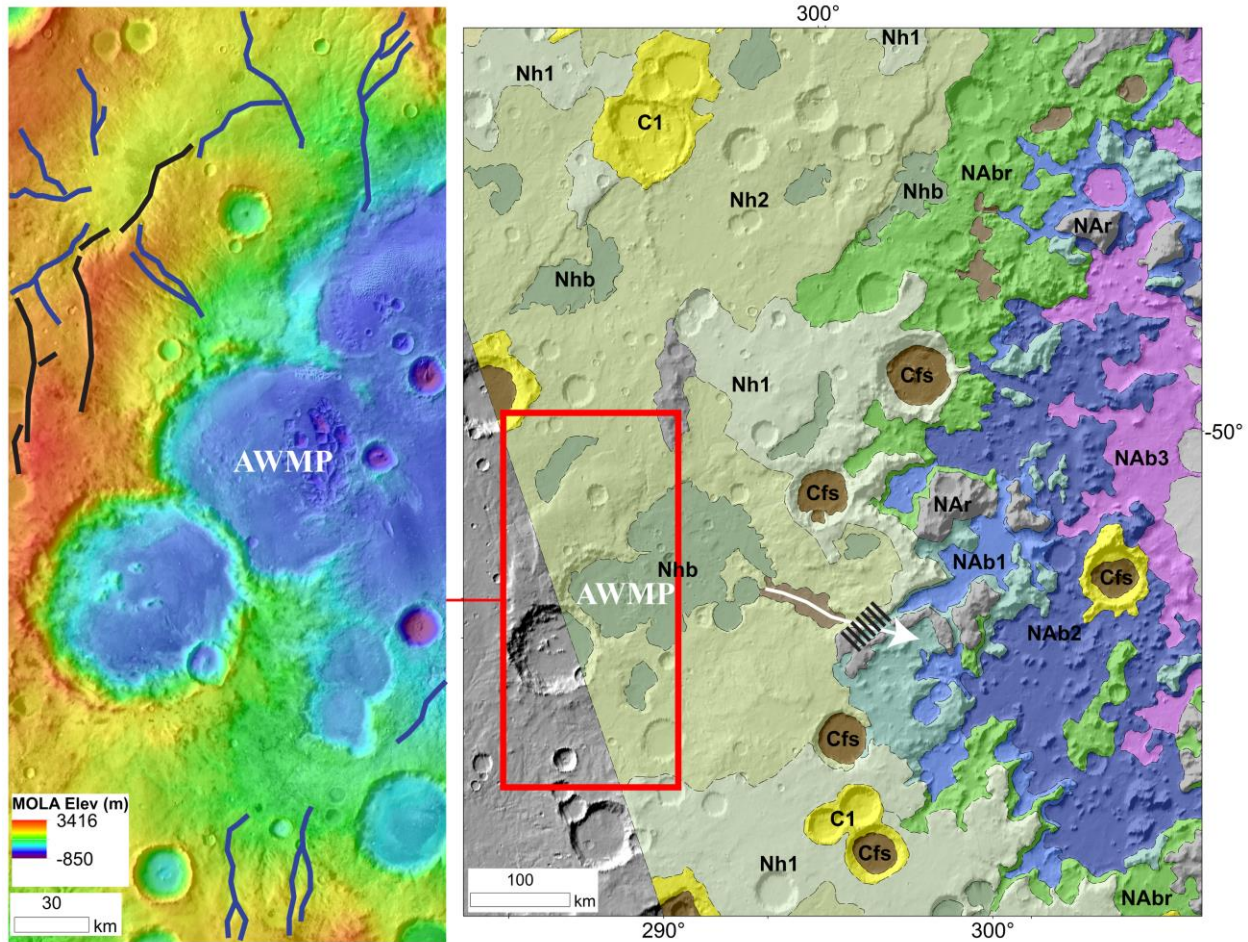 AWMP
MOLA Elev (m)
3416
-850
30
km
300°
Nh1
Nh1
C1
NAbr
Nhb
Nh2
NAr
Nhb
Cfs
Nh1
-50°
NAb3
Cfs
NAr
Nhb
NAb1
AWMP
Cfs
NAb2
Cfs
C1
Cfs
Nh1
100
km
NAbr
290°
300°